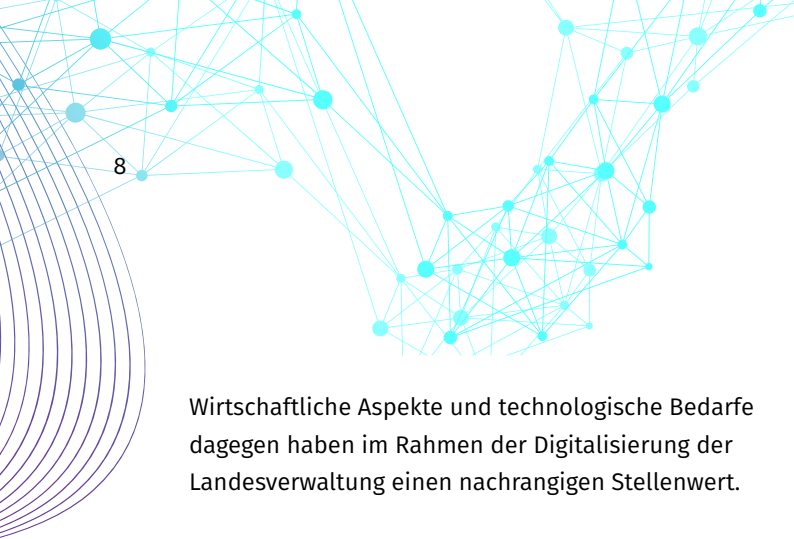 8
Wirtschaftliche Aspekte und technologische Bedarfe
dagegen haben im Rahmen der Digitalisierung der
Landesverwaltung einen nachrangigen Stellenwert.